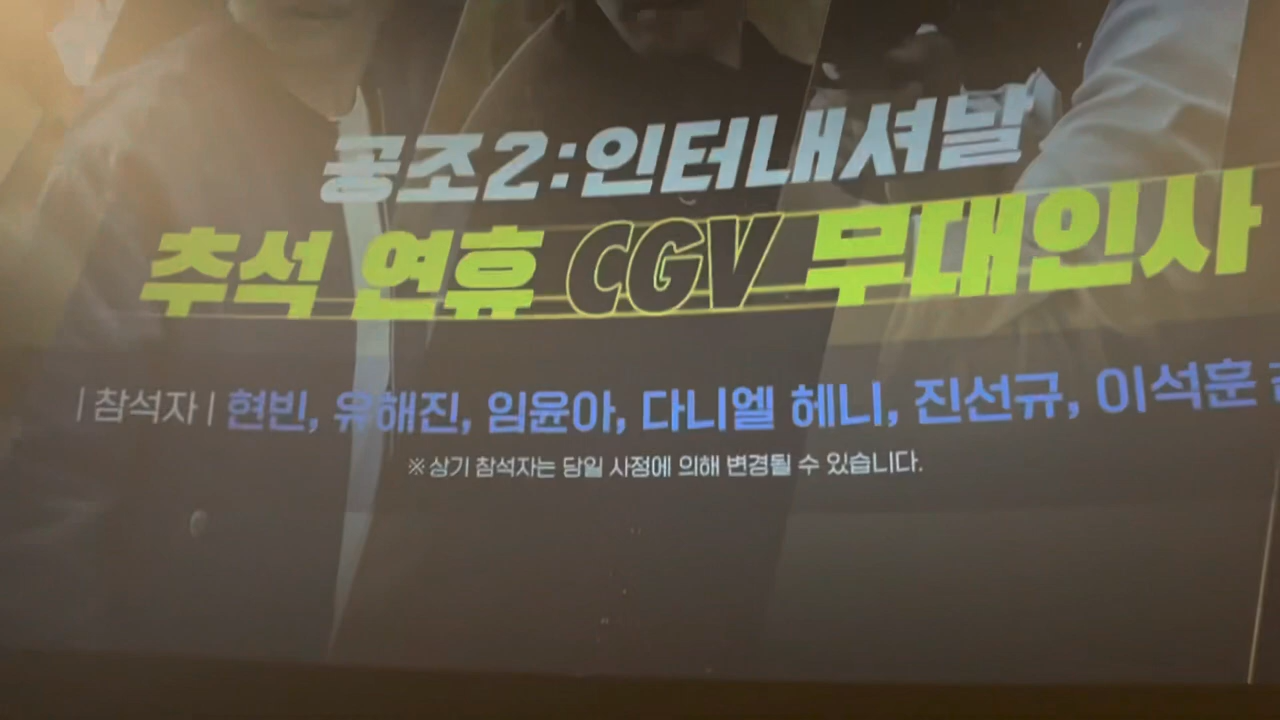 공조2:인터내셔날
추석 연휴 CGV 무대인사
| 참석자 | 현빈, 유해진, 임윤아, 다니엘 헤니, 진선규, 이석훈
※ 상기 참석자는 당일 사정에 의해 변경될 수 있습니다.